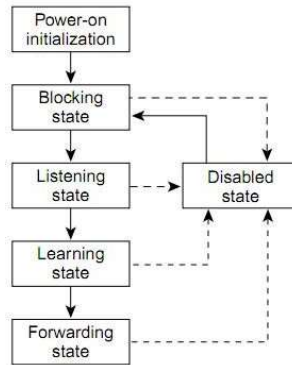 Power-on
initialization
Blocking
state
Listening
state
Disabled
state
Learning
state
Forwarding
state